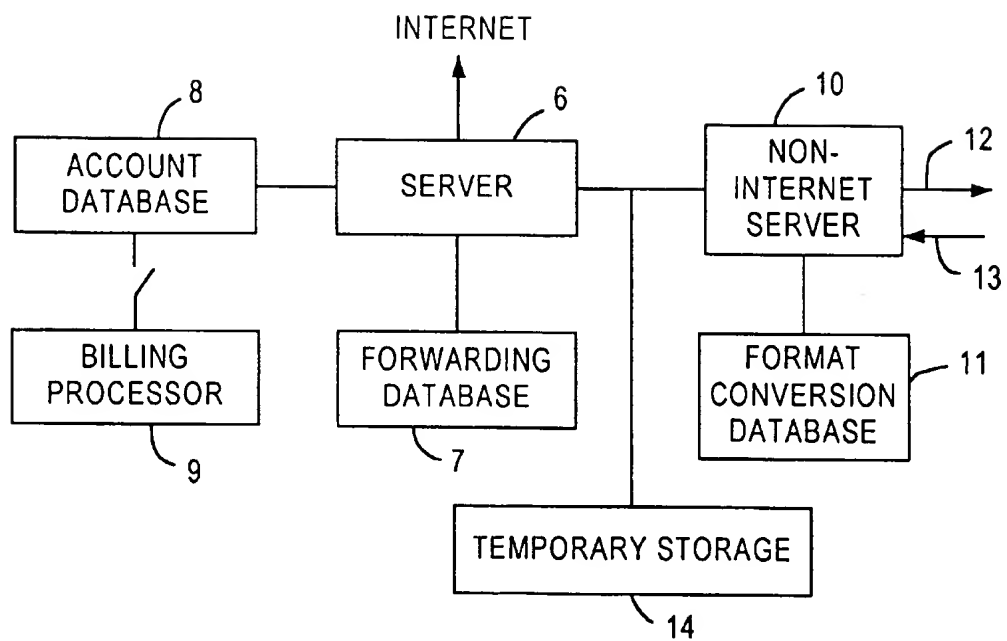 INTERNET
8
6
10
ACCOUNT
DATABASE
SERVER
NON-
INTERNET
SERVER
12
13
BILLING
PROCESSOR
9
FORWARDING
DATABASE
7
FORMAT
CONVERSION
DATABASE
11
TEMPORARY STORAGE
14